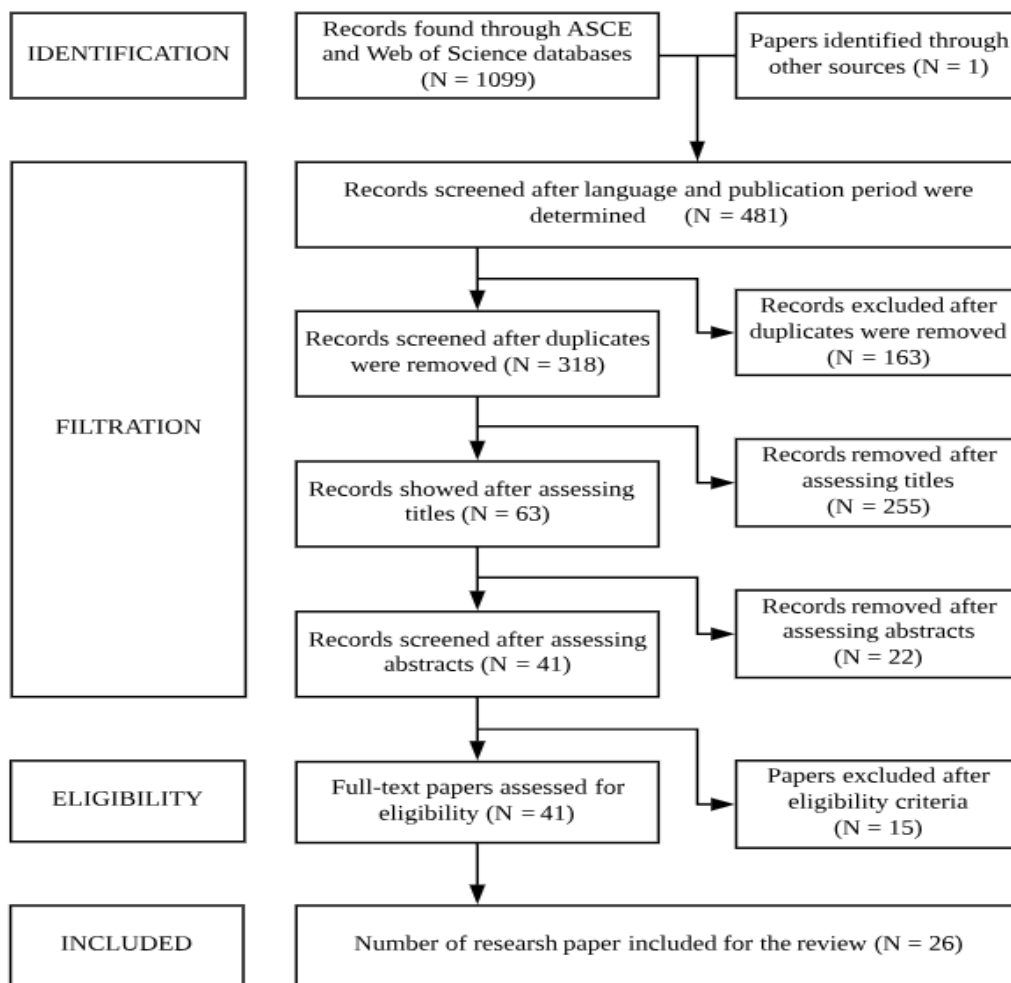 IDENTIFICATION
Records found through ASCE
and Web of Science databases
(N = 1099)
Papers identified through
other sources (N = 1)
FILTRATION
Records screened after language and publication period were
determined (N = 481)
Records screened after duplicates
were removed (N = 318)
Records excluded after
duplicates were removed
(N = 163)
Records showed after assessing
titles (N = 63)
Records removed after
assessing titles
(N = 255)
Records screened after assessing
abstracts (N = 41)
Records removed after
assessing abstracts
(N = 22)
ELIGIBILITY
Full-text papers assessed for
eligibility (N = 41)
Papers excluded after
eligibility criteria
(N = 15)
INCLUDED
Number of researsh paper included for the review (N = 26)